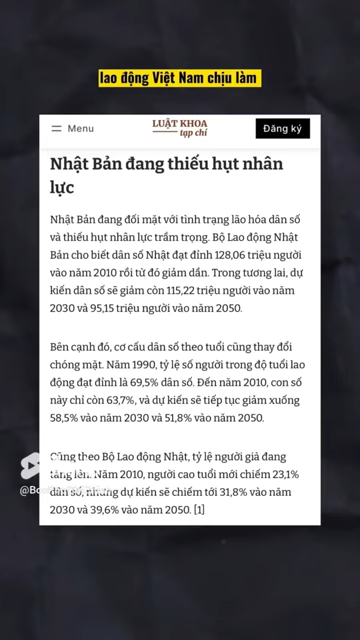 lao động Việt Nam chịu làm
Menu
LUẬT KHOA
tạp chí
Đăng ký
Nhật Bản đang thiếu hụt nhân
lực
Nhật Bản đang đối mặt với tình trạng lão hóa dân số
và thiếu hụt nhân lực trầm trọng. Bộ Lao động Nhật
Bản cho biết dân số Nhật đạt đỉnh 128,06 triệu người
vào năm 2010 rồi từ đó giảm dần. Trong tương lai, dự
kiến dân số sẽ giảm còn 115,22 triệu người vào năm
2030 và 95,15 triệu người vào năm 2050.
Bên cạnh đó, cơ cấu dân số theo tuổi cũng thay đổi
chóng mặt. Năm 1990, tỷ lệ số người trong độ tuổi lao
động đạt đỉnh là 69,5% dân số. Đến năm 2010, con số
này chỉ còn 63,7%, và dự kiến sẽ tiếp tục giảm xuống
58,5% vào năm 2030 và 51,8% vào năm 2050.
Cũng theo Bộ Lao động Nhật, tỷ lệ người già đang
tăng lên. Năm 2010, người cao tuổi mới chiếm 23,1%
dân số, nhưng dự kiến sẽ chiếm tới 31,8% vào năm
2030 và 39,6% vào năm 2050. [1]